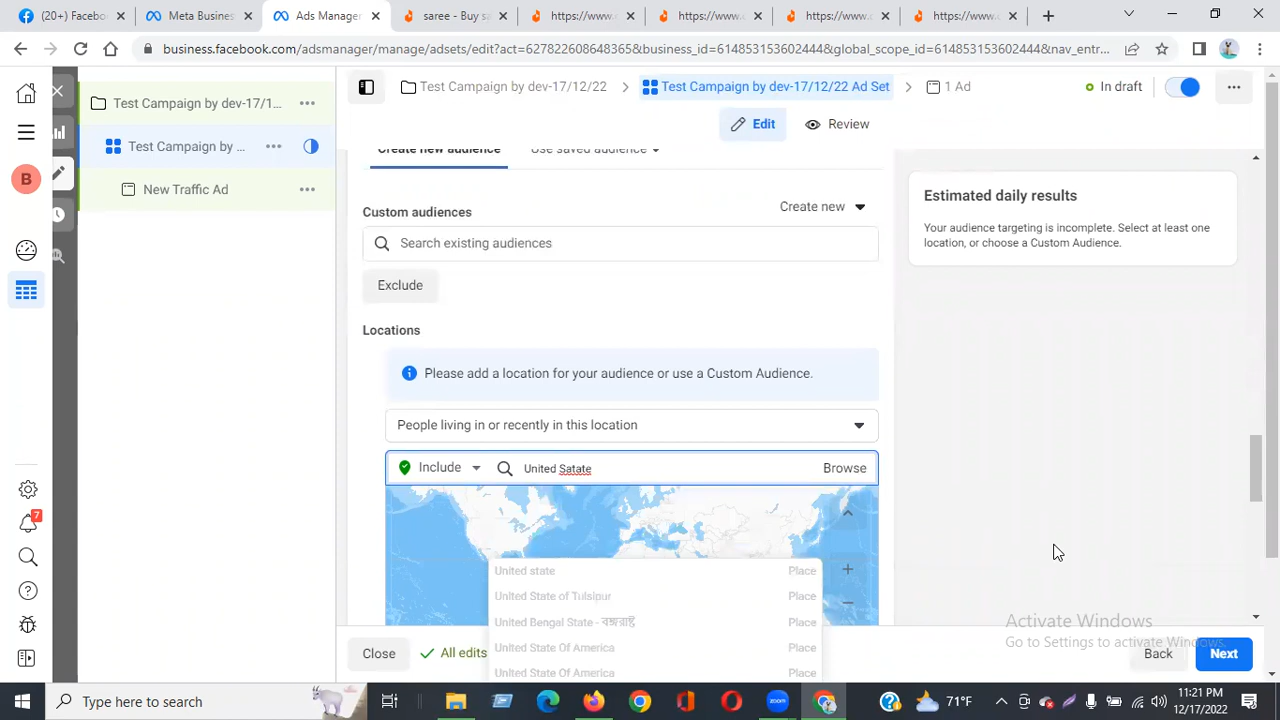 (20+) Facebo
Meta Business
Ads Manager
saree - Buy sa
https://www.e
https://www.c
https://www.c
https://www.c
business.facebook.com/adsmanager/manage/adsets/edit?act=6278226086483​65&business_id=614853153602444&global_scope_id=614853153602444&nav_entr...
Test Campaign by dev-17/1...
Test Campaign by dev-17/12/22
Test Campaign by dev-17/12/22 Ad Set
1 Ad
In draft
Edit
Review
Test Campaign by ...
New Traffic Ad
B
Create new audience
Use saved audience
Custom audiences
Create new
Search existing audiences
Exclude
Estimated daily results
Your audience targeting is incomplete. Select at least one
location, or choose a Custom Audience.
Locations
Please add a location for your audience or use a Custom Audience.
People living in or recently in this location
Include
United Satate
Browse
United state
Place
United State of Tulsipur
Place
United Bengal State - বঙ্গরাষ্ট্র
Place
United State Of America
Place
United State Of America
Place
7
Activate Windows
Go to Settings to activate Windows.
Close
All edits
Back
Next
Type here to search
zoom
71°F
11:21 PM
12/17/2022